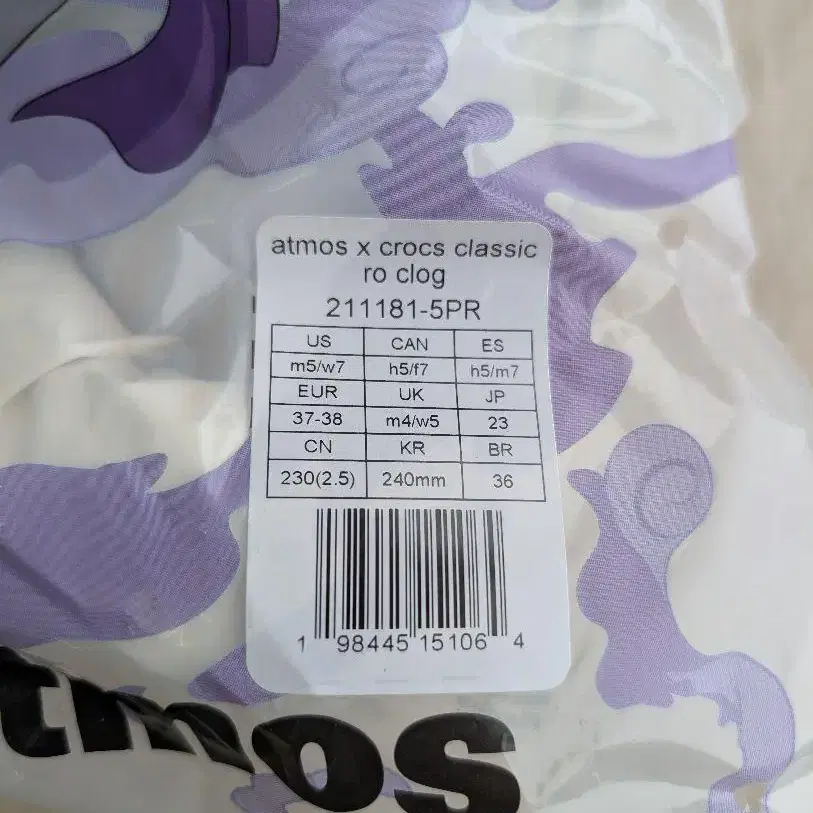 atmos x crocs classic
ro clog
211181-5PR
US CAN ES
m5/w7 h5/f7 h5/m7
EUR UK JP
37-38 m4/w5 23
CN KR BR
230(2.5) 240mm 36
1 98445 15106 4
tmos